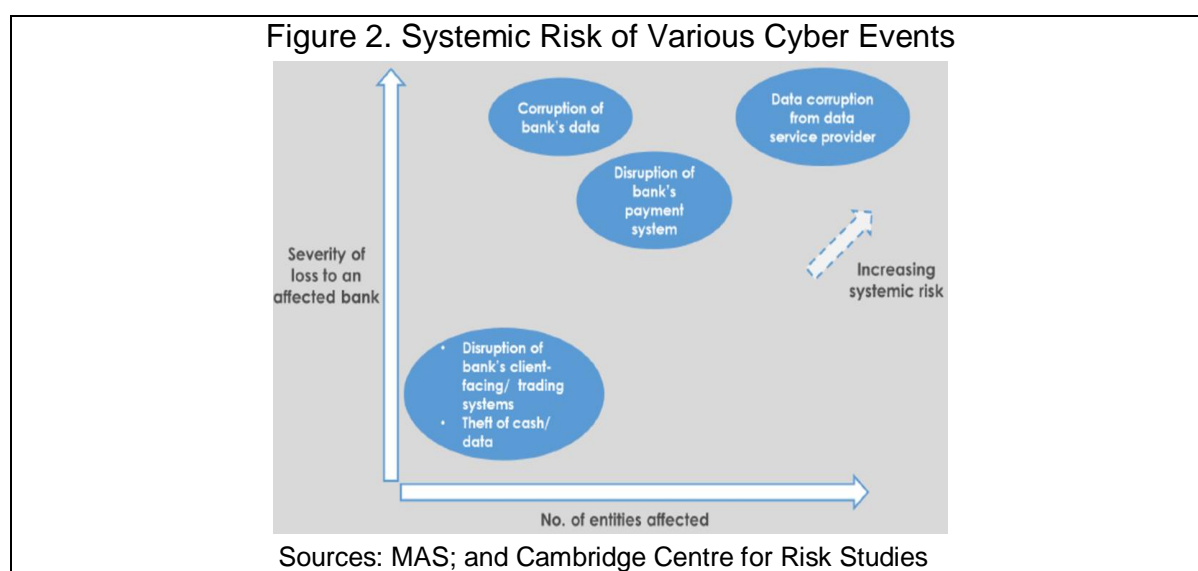 Figure 2. Systemic Risk of Various Cyber Events
Corruption of
bank's data
Data corruption
from data
service provider
Disruption of
bank's
payment
system
Severity of
loss to an
affected bank
Increasing
systemic risk
• Disruption of
bank's client-
facing/ trading
systems
• Theft of cash/
data
No. of entities affected
Sources: MAS; and Cambridge Centre for Risk Studies